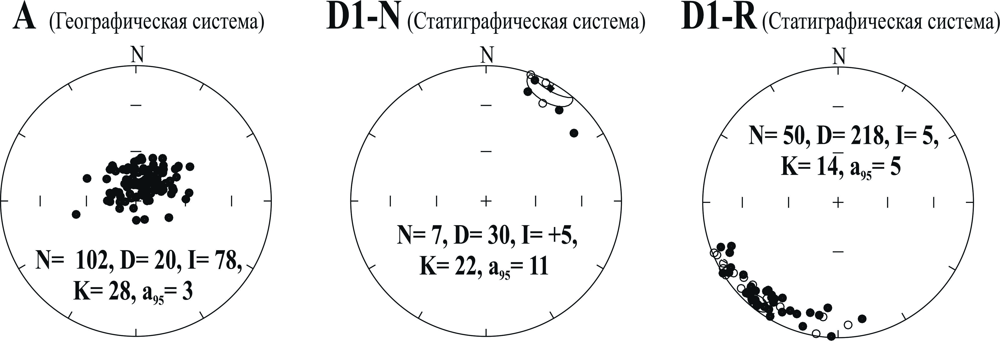 A (Географическая система)
N
N= 102, D= 20, I= 78,
K= 28, a95= 3
D1-N (Статиграфическая система)
N
N= 7, D= 30, I= +5,
K= 22, a95= 11
D1-R (Статиграфическая система)
N
N= 50, D= 218, I= 5,
K= 14, a95= 5